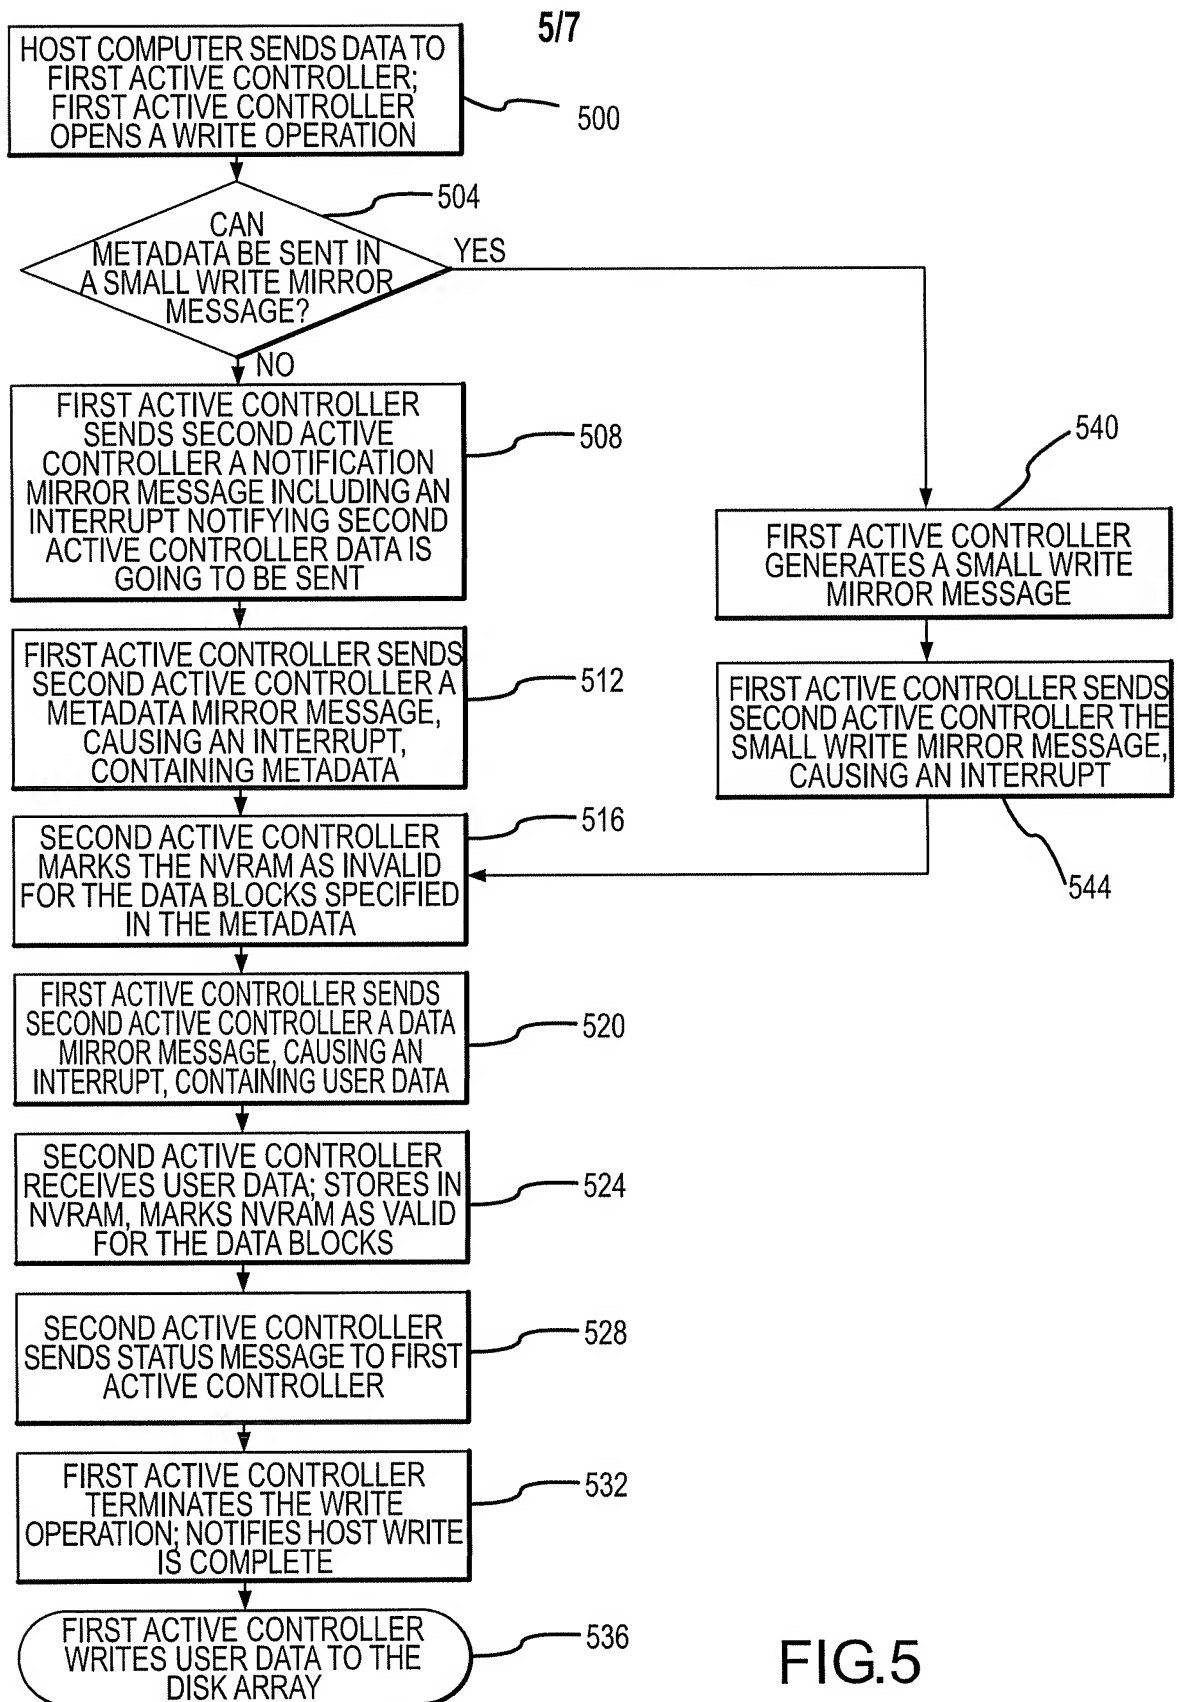 5/7
HOST COMPUTER SENDS DATA TO
FIRST ACTIVE CONTROLLER;
FIRST ACTIVE CONTROLLER
OPENS A WRITE OPERATION
500
504
CAN
METADATA BE SENT IN
A SMALL WRITE MIRROR
MESSAGE?
YES
NO
FIRST ACTIVE CONTROLLER
SENDS SECOND ACTIVE
CONTROLLER A NOTIFICATION
MIRROR MESSAGE INCLUDING AN
INTERRUPT NOTIFYING SECOND
ACTIVE CONTROLLER DATA IS
GOING TO BE SENT
508
540
FIRST ACTIVE CONTROLLER
GENERATES A SMALL WRITE
MIRROR MESSAGE
FIRST ACTIVE CONTROLLER SENDS
SECOND ACTIVE CONTROLLER A
METADATA MIRROR MESSAGE,
CAUSING AN INTERRUPT,
CONTAINING METADATA
512
FIRST ACTIVE CONTROLLER SENDS
SECOND ACTIVE CONTROLLER THE
SMALL WRITE MIRROR MESSAGE,
CAUSING AN INTERRUPT
544
SECOND ACTIVE CONTROLLER
MARKS THE NVRAM AS INVALID
FOR THE DATA BLOCKS SPECIFIED
IN THE METADATA
516
FIRST ACTIVE CONTROLLER SENDS
SECOND ACTIVE CONTROLLER A DATA
MIRROR MESSAGE, CAUSING AN
INTERRUPT, CONTAINING USER DATA
520
SECOND ACTIVE CONTROLLER
RECEIVES USER DATA; STORES IN
NVRAM, MARKS NVRAM AS VALID
FOR THE DATA BLOCKS
524
SECOND ACTIVE CONTROLLER
SENDS STATUS MESSAGE TO FIRST
ACTIVE CONTROLLER
528
FIRST ACTIVE CONTROLLER
TERMINATES THE WRITE
OPERATION; NOTIFIES HOST WRITE
IS COMPLETE
532
FIRST ACTIVE CONTROLLER
WRITES USER DATA TO THE
DISK ARRAY
536
FIG.5